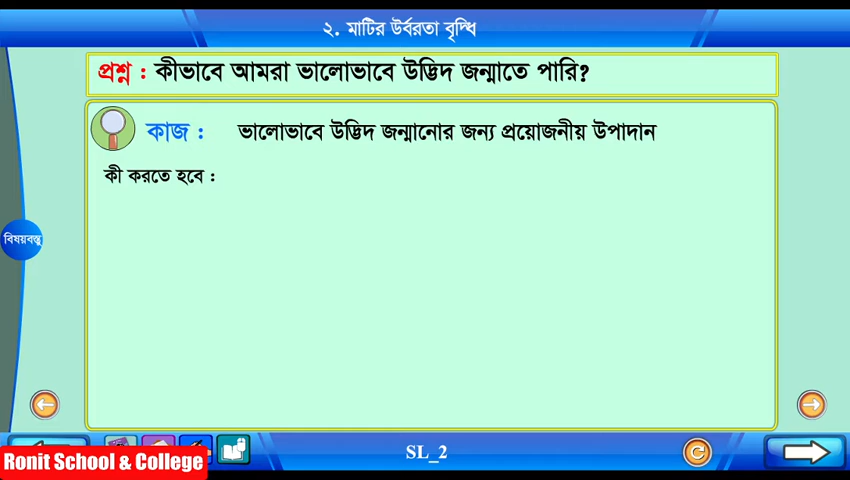 ২. মাটির উর্বরতা বৃদ্ধি
প্রশ্ন : কীভাবে আমরা ভালোভাবে উদ্ভিদ জন্মাতে পারি?
কাজ : ভালোভাবে উদ্ভিদ জন্মানোর জন্য প্রয়োজনীয় উপাদান
কী করতে হবে :
বিষয়বস্তু
SL_2
Ronit School & College